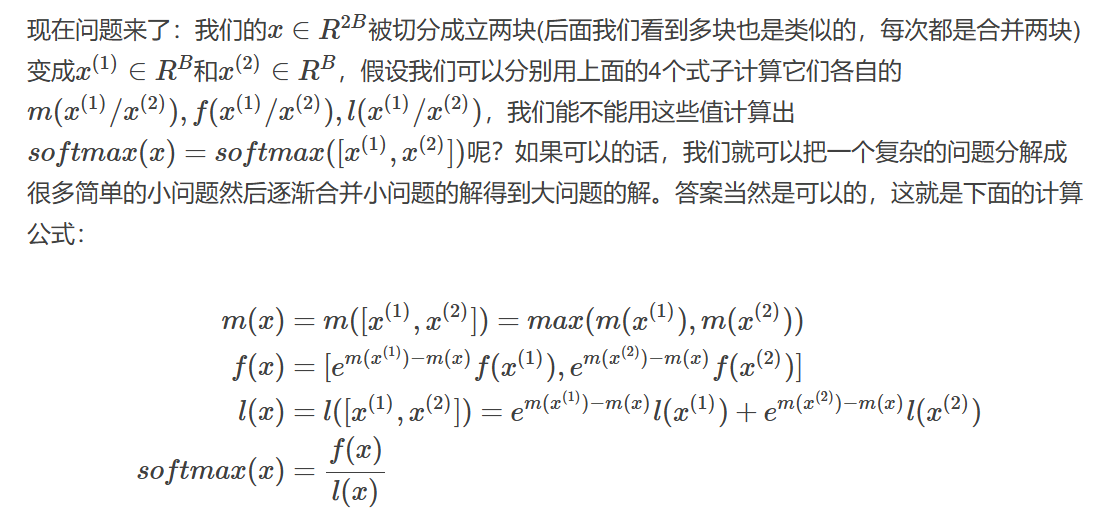 现在问题来了：我们的$x \in R^{2B}$被切分成立两块(后面我们看到多块也是类似的，每次都是合并两块)
变成$x^{(1)} \in R^{B}$和$x^{(2)} \in R^{B}$，假设我们可以分别用上面的4个式子计算它们各自的
$m(x^{(1)}/x^{(2)}), f(x^{(1)}/x^{(2)}), l(x^{(1)}/x^{(2)})$，我们能不能用这些值计算出
$softmax(x) = softmax([x^{(1)}, x^{(2)}])$呢？如果可以的话，我们就可以把一个复杂的问题分解成
很多简单的小问题然后逐渐合并小问题的解得到大问题的解。答案当然是可以的，这就是下面的计算
公式：
$m(x) = m([x^{(1)}, x^{(2)}]) = max(m(x^{(1)}), m(x^{(2)}))$
$f(x) = [e^{m(x^{(1)})-m(x)} f(x^{(1)}), e^{m(x^{(2)})-m(x)} f(x^{(2)})]$
$l(x) = l([x^{(1)}, x^{(2)}]) = e^{m(x^{(1)})-m(x)} l(x^{(1)}) + e^{m(x^{(2)})-m(x)} l(x^{(2)})$
$softmax(x) = \frac{f(x)}{l(x)}$